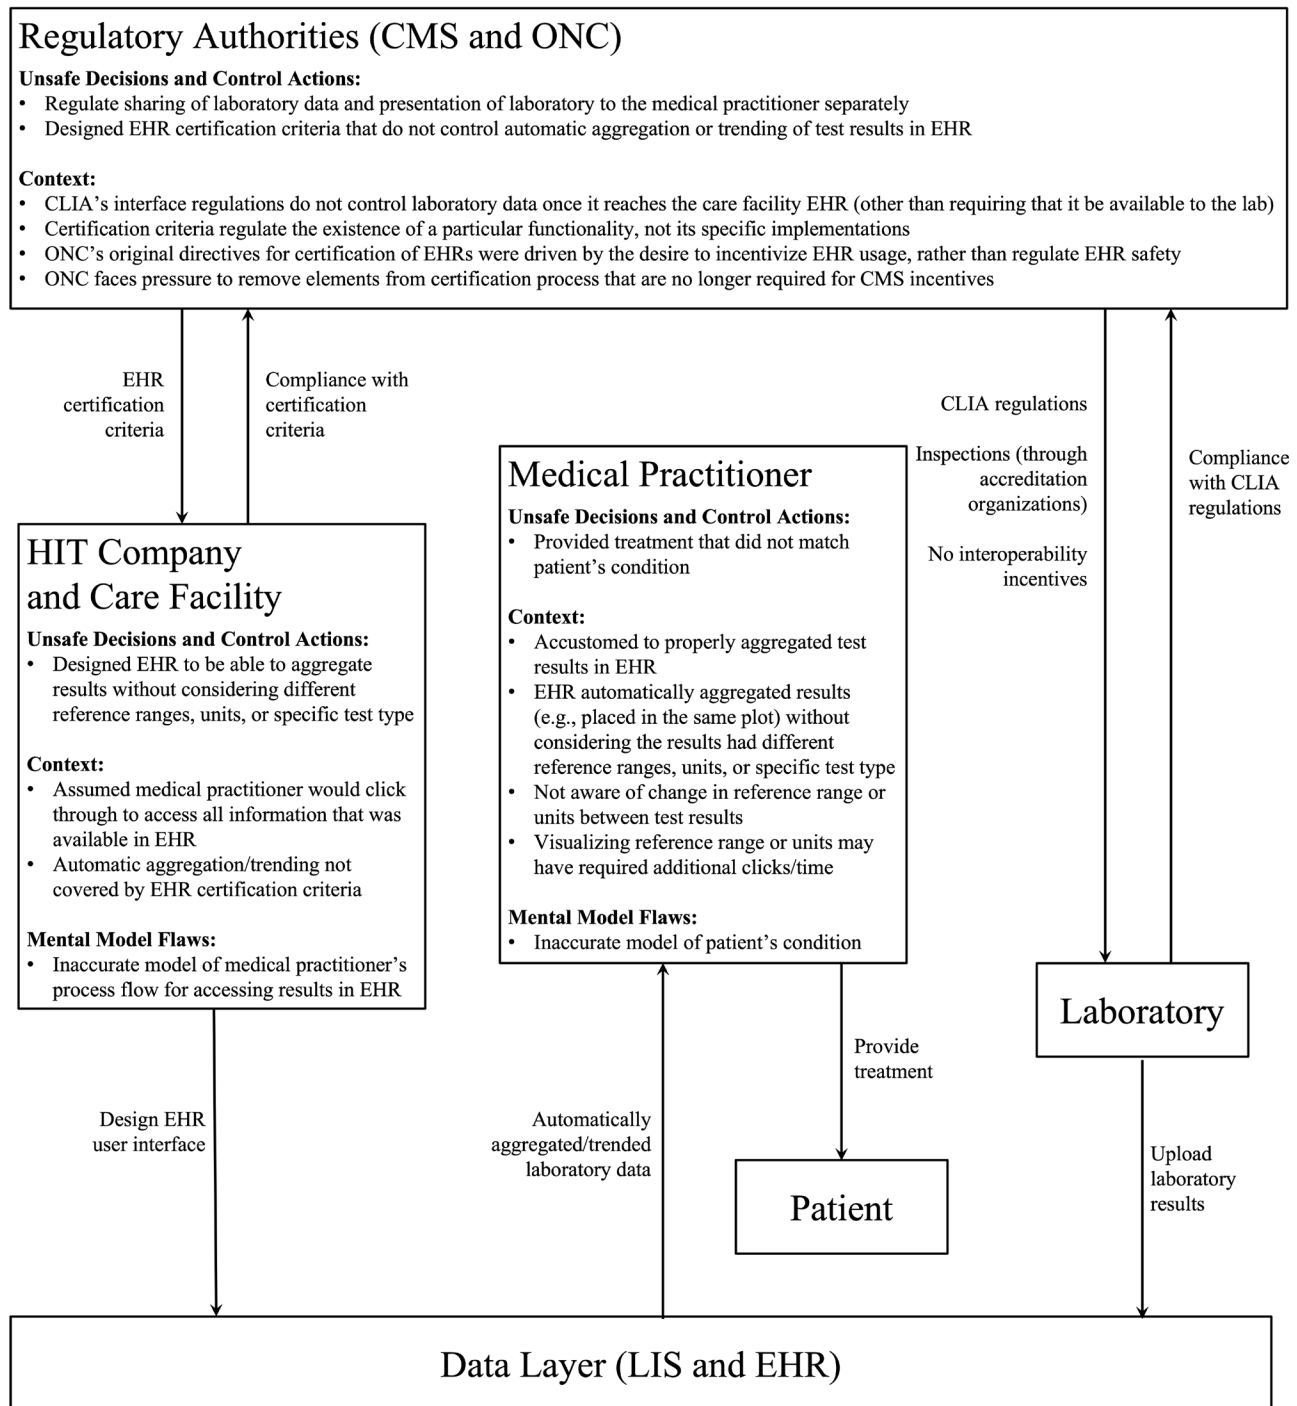 Regulatory Authorities (CMS and ONC)
Unsafe Decisions and Control Actions:
• Regulate sharing of laboratory data and presentation of laboratory to the medical practitioner separately
• Designed EHR certification criteria that do not control automatic aggregation or trending of test results in EHR
Context:
• CLIA’s interface regulations do not control laboratory data once it reaches the care facility EHR (other than requiring that it be available to the lab)
• Certification criteria regulate the existence of a particular functionality, not its specific implementations
• ONC’s original directives for certification of EHRs were driven by the desire to incentivize EHR usage, rather than regulate EHR safety
• ONC faces pressure to remove elements from certification process that are no longer required for CMS incentives
EHR
certification
criteria
Compliance with
certification
criteria
HIT Company
and Care Facility
Unsafe Decisions and Control Actions:
• Designed EHR to be able to aggregate
results without considering different
reference ranges, units, or specific test type
Context:
• Assumed medical practitioner would click
through to access all information that was
available in EHR
• Automatic aggregation/trending not
covered by EHR certification criteria
Mental Model Flaws:
• Inaccurate model of medical practitioner’s
process flow for accessing results in EHR
Medical Practitioner
Unsafe Decisions and Control Actions:
• Provided treatment that did not match
patient’s condition
Context:
• Accustomed to properly aggregated test
results in EHR
• EHR automatically aggregated results
(e.g., placed in the same plot) without
considering the results had different
reference ranges, units, or specific test type
• Not aware of change in reference range or
units between test results
• Visualizing reference range or units may
have required additional clicks/time
Mental Model Flaws:
• Inaccurate model of patient’s condition
CLIA regulations
Inspections (through
accreditation
organizations)
No interoperability
incentives
Compliance
with CLIA
regulations
Laboratory
Design EHR
user interface
Automatically
aggregated/trended
laboratory data
Provide
treatment
Patient
Upload
laboratory
results
Data Layer (LIS and EHR)